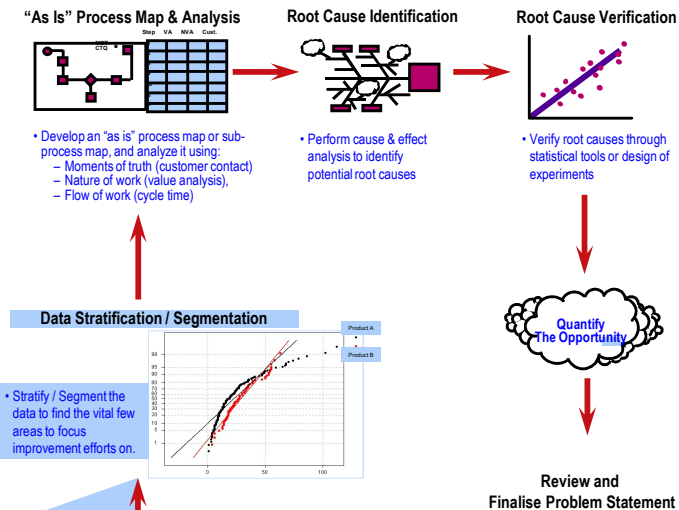 “As Is” Process Map & Analysis
Step VA NVA Cust.
CTQ
• Develop an “as is” process map or sub-
process map, and analyze it using:
– Moments of truth (customer contact)
– Nature of work (value analysis),
– Flow of work (cycle time)
Root Cause Identification
• Perform cause & effect
analysis to identify
potential root causes
Root Cause Verification
• Verify root causes through
statistical tools or design of
experiments
Data Stratification / Segmentation
• Stratify / Segment the
data to find the vital few
areas to focus
improvement efforts on.
Product A
Product B
99
95
90
80
70
60
50
40
30
20
10
5
1
0 50 100
Quantify
The Opportunity
Review and
Finalise Problem Statement